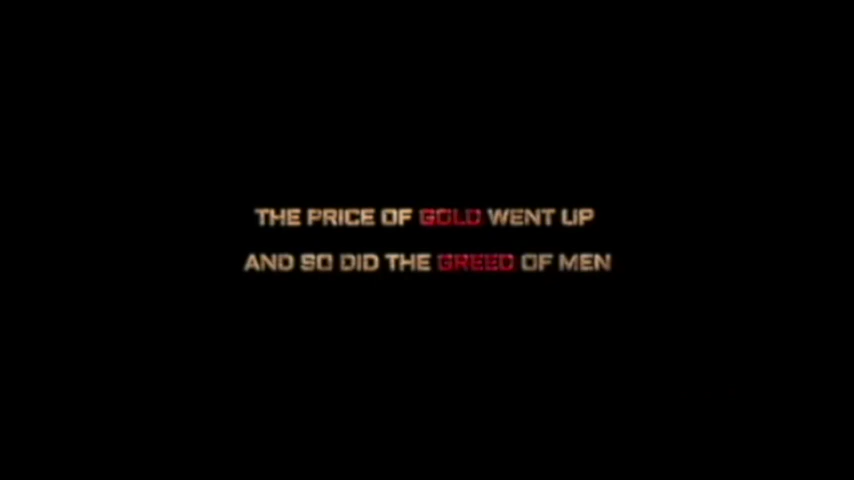 THE PRICE OF GOLD WENT UP
AND SO DID THE GREED OF MEN